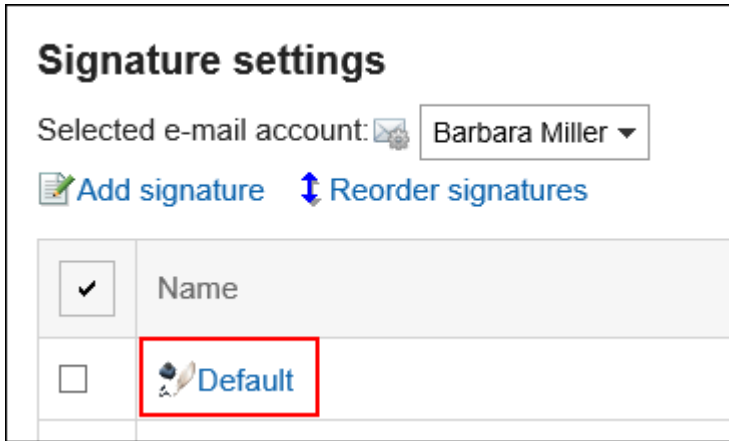 Signature settings
Selected e-mail account: Barbara Miller
Add signature Reorder signatures
Name
Default